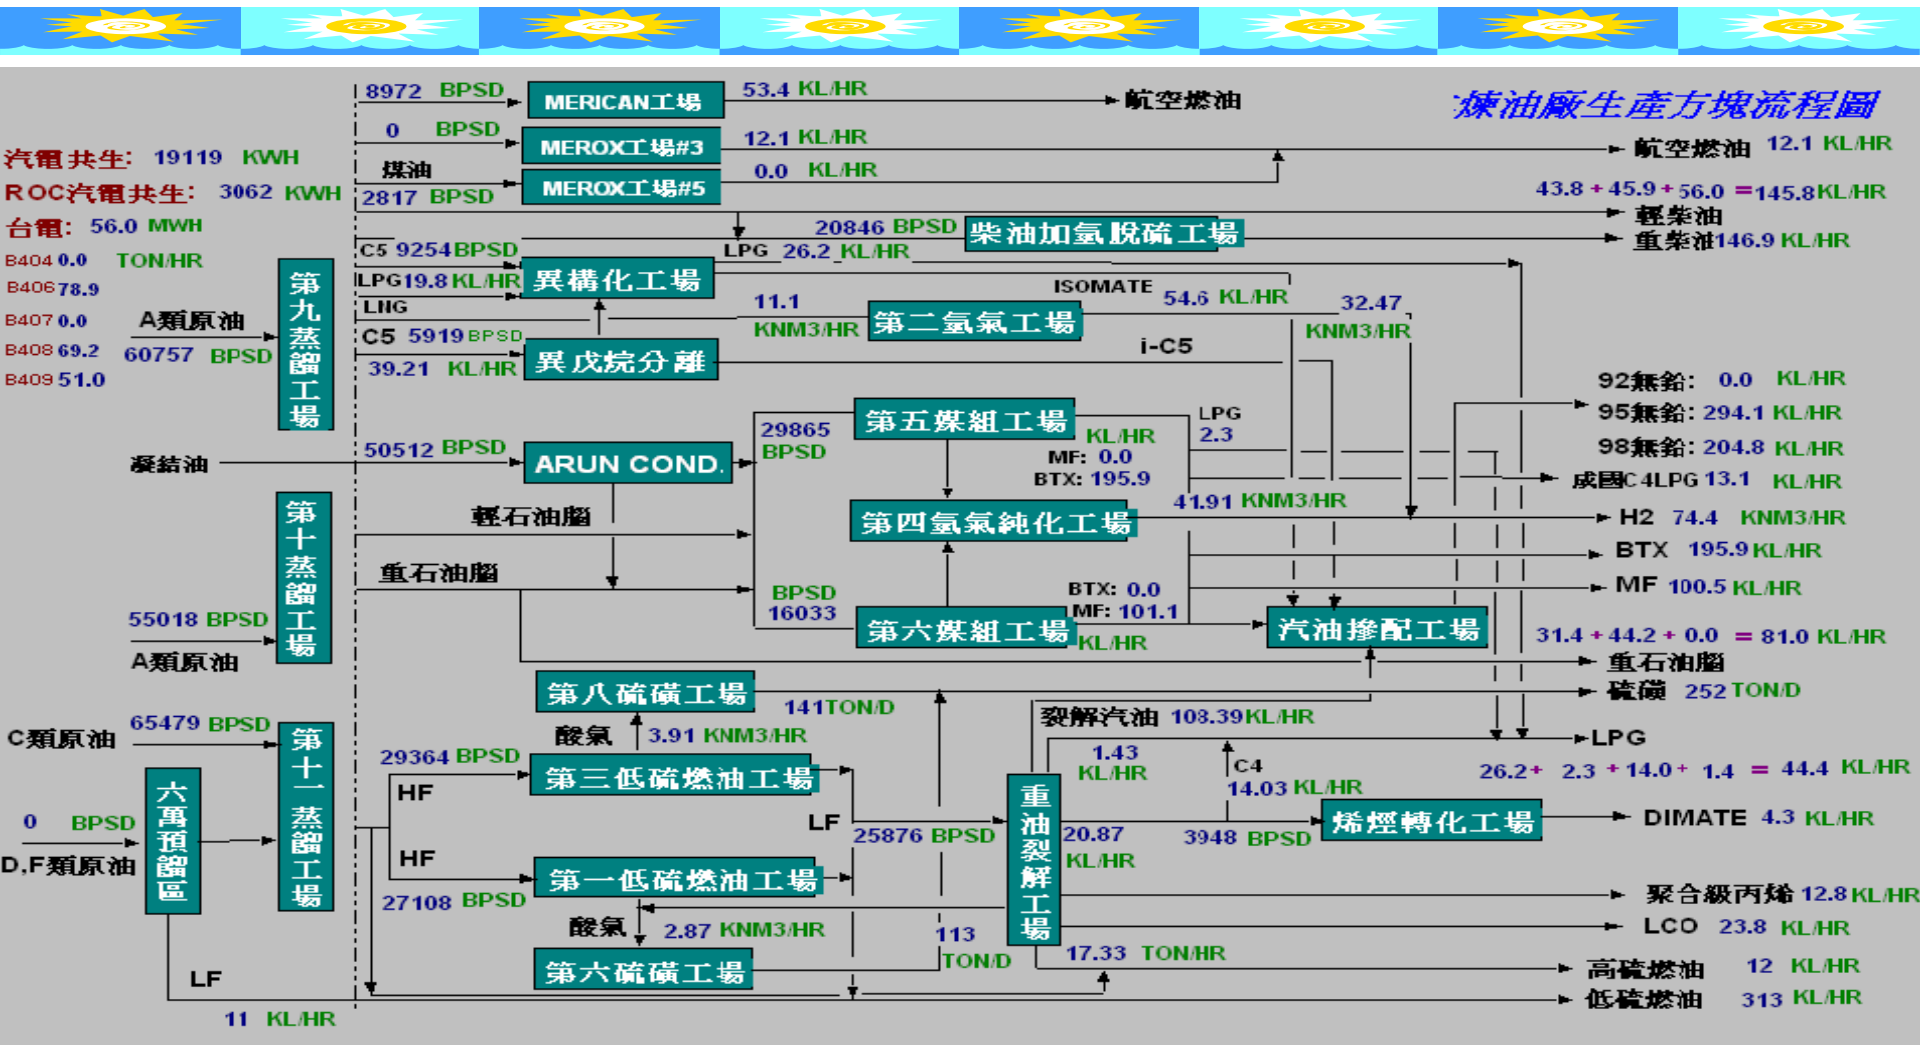 煉油廠生產方塊流程圖
8972 BPSD
MERICAN工場
53.4 KL/HR
航空燃油
0 BPSD
MEROX工場#3
12.1 KL/HR
航空燃油 12.1 KL/HR
汽電共生: 19119 KWH
煤油
MEROX工場#5
0.0 KL/HR
ROC汽電共生: 3062 KWH
2817 BPSD
43.8 + 45.9 + 56.0 = 145.8 KL/HR
輕柴油
台電: 56.0 MWH
20846 BPSD
柴油加氫脫硫工場
重柴油 146.9 KL/HR
B404 0.0 TON/HR
B406 78.9
B407 0.0
B408 69.2
B409 51.0
C5 9254 BPSD
LPG 26.2 KL/HR
LPG 19.8 KL/HR
異構化工場
ISOMATE
54.6 KL/HR
LNG
11.1
KNM3/HR
第二氫氣工場
32.47
KNM3/HR
A類原油
60757 BPSD
第九蒸餾工場
C5 5919 BPSD
39.21 KL/HR
異戊烷分離
i-C5
92無鉛: 0.0 KL/HR
95無鉛: 294.1 KL/HR
98無鉛: 204.8 KL/HR
成國C4LPG 13.1 KL/HR
凝結油
50512 BPSD
ARUN COND.
29865
BPSD
第五媒組工場
KL/HR
MF: 0.0
BTX: 195.9
LPG
2.3
第十蒸餾工場
輕石油腦
第四氫氣純化工場
41.91 KNM3/HR
H2 74.4 KNM3/HR
BTX 195.9 KL/HR
重石油腦
MF 100.5 KL/HR
BPSD
16033
BTX: 0.0
MF: 101.1
第六媒組工場
KL/HR
汽油摻配工場
55018 BPSD
A類原油
31.4 + 44.2 + 0.0 = 81.0 KL/HR
重石油腦
第八硫磺工場
141 TON/D
硫磺 252 TON/D
65479 BPSD
C類原油
第十一蒸餾工場
酸氣 3.91 KNM3/HR
裂解汽油 108.39 KL/HR
LPG
29364 BPSD
HF
第三低硫燃油工場
1.43
KL/HR
C4
14.03 KL/HR
26.2 + 2.3 + 14.0 + 1.4 = 44.4 KL/HR
六萬預餾區
0 BPSD
D,F類原油
LF
25876 BPSD
重油裂解工場
20.87
KL/HR
3948 BPSD
烯烴轉化工場
DIMATE 4.3 KL/HR
HF
27108 BPSD
第一低硫燃油工場
聚合級丙烯 12.8 KL/HR
酸氣 2.87 KNM3/HR
113
TON/D
LCO 23.8 KL/HR
第六硫磺工場
17.33 TON/HR
高硫燃油 12 KL/HR
LF
11 KL/HR
低硫燃油 313 KL/HR